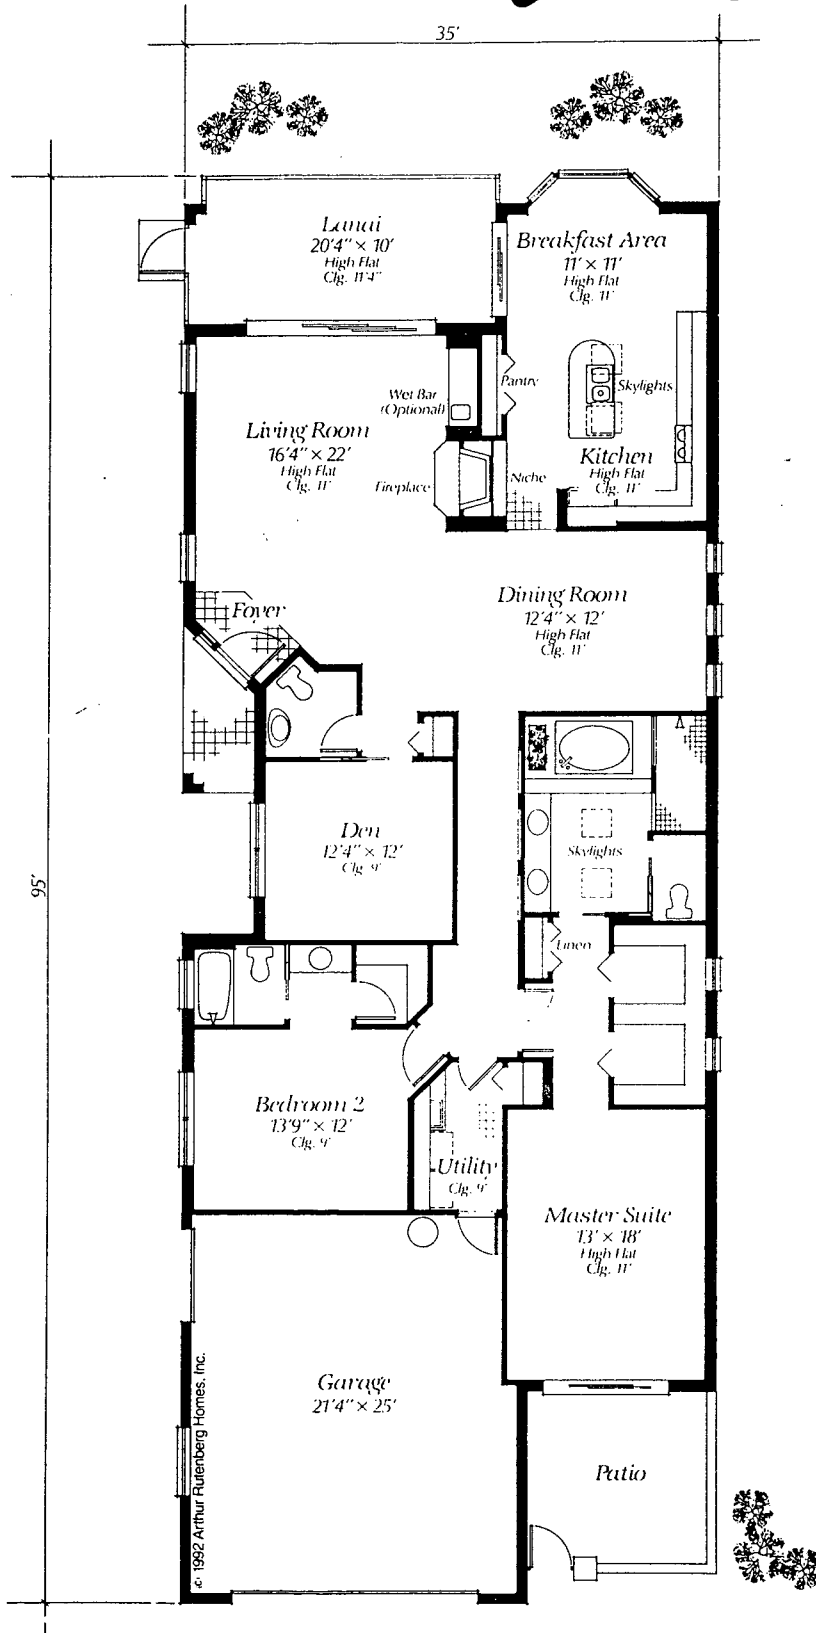 35'
Lanai
20'4" × 10'
High Flat
Clg. 11'4"
Breakfast Area
11' × 11'
High Flat
Clg. 11'
Pantry
Skylights
Wet Bar
(Optional)
Living Room
16'4" × 22'
High Flat
Clg. 11'
Kitchen
High Flat
Clg. 11'
Fireplace
Niche
Foyer
Dining Room
12'4" × 12'
High Flat
Clg. 11'
Den
12'4" × 12'
Clg. 9'
Skylights
95'
Linen
Bedroom 2
13'9" × 12'
Clg. 9'
Utility
Clg. 9'
Master Suite
13' × 18'
High Flat
Clg. 11'
Garage
21'4" × 25'
Patio
© 1992 Arthur Rutenberg Homes, Inc.